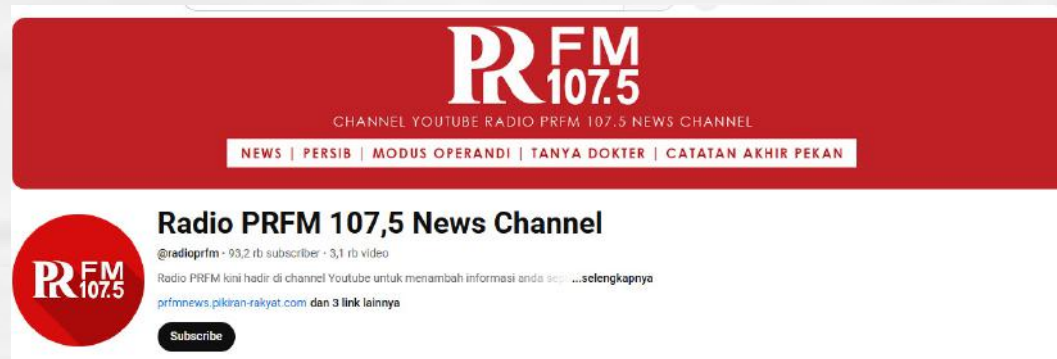 PR FM 107.5
CHANNEL YOUTUBE RADIO PRFM 107.5 NEWS CHANNEL
NEWS | PERSIB | MODUS OPERANDI | TANYA DOKTER | CATATAN AKHIR PEKAN
Radio PRFM 107,5 News Channel
@radioprfm · 93,2 rb subscriber · 3,1 rb video
PR FM 107.5
Radio PRFM kini hadir di channel Youtube untuk menambah informasi anda ...selengkapnya
prfmnews.pikiran-rakyat.com dan 3 link lainnya
Subscribe